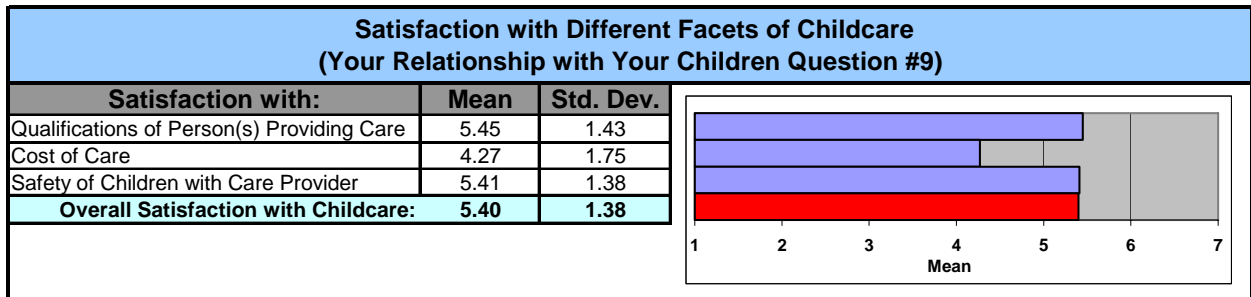 Satisfaction with Different Facets of Childcare
(Your Relationship with Your Children Question #9)
Satisfaction with: Mean Std. Dev.
Qualifications of Person(s) Providing Care 5.45 1.43
Cost of Care 4.27 1.75
Safety of Children with Care Provider 5.41 1.38
Overall Satisfaction with Childcare: 5.40 1.38
1 2 3 4 5 6 7
Mean